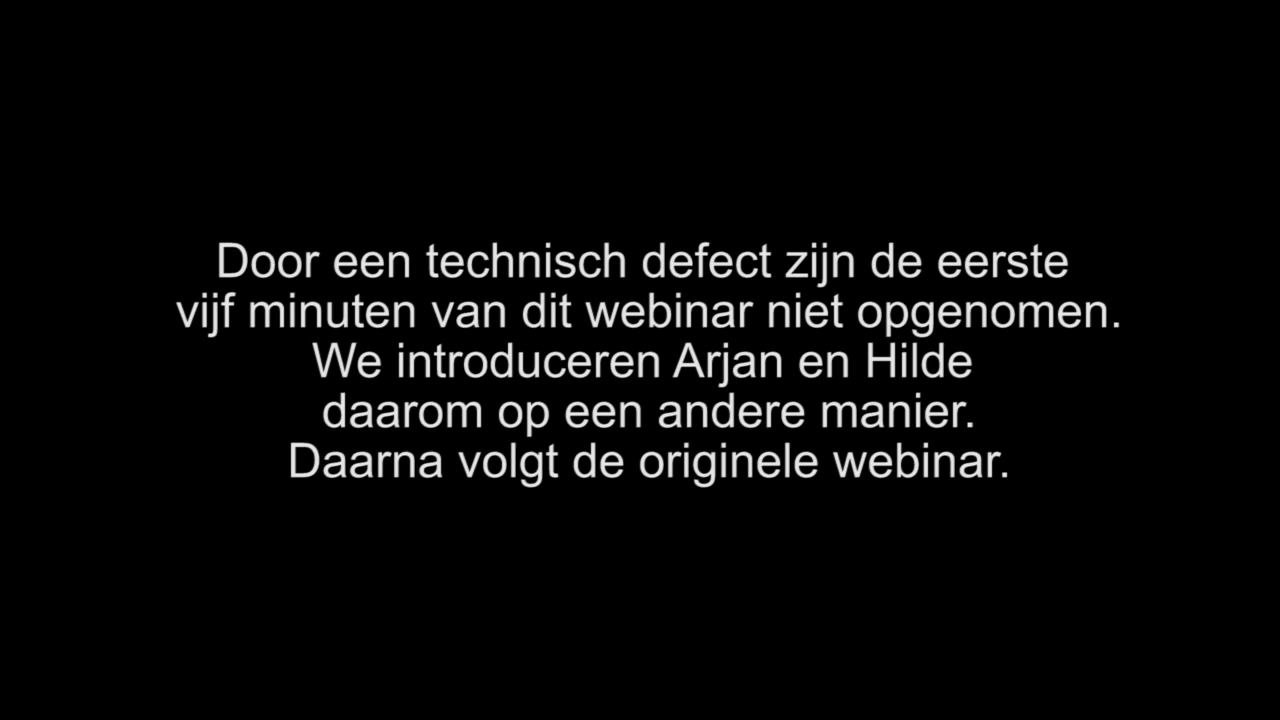 Door een technisch defect zijn de eerste
vijf minuten van dit webinar niet opgenomen.
We introduceren Arjan en Hilde
daarom op een andere manier.
Daarna volgt de originele webinar.